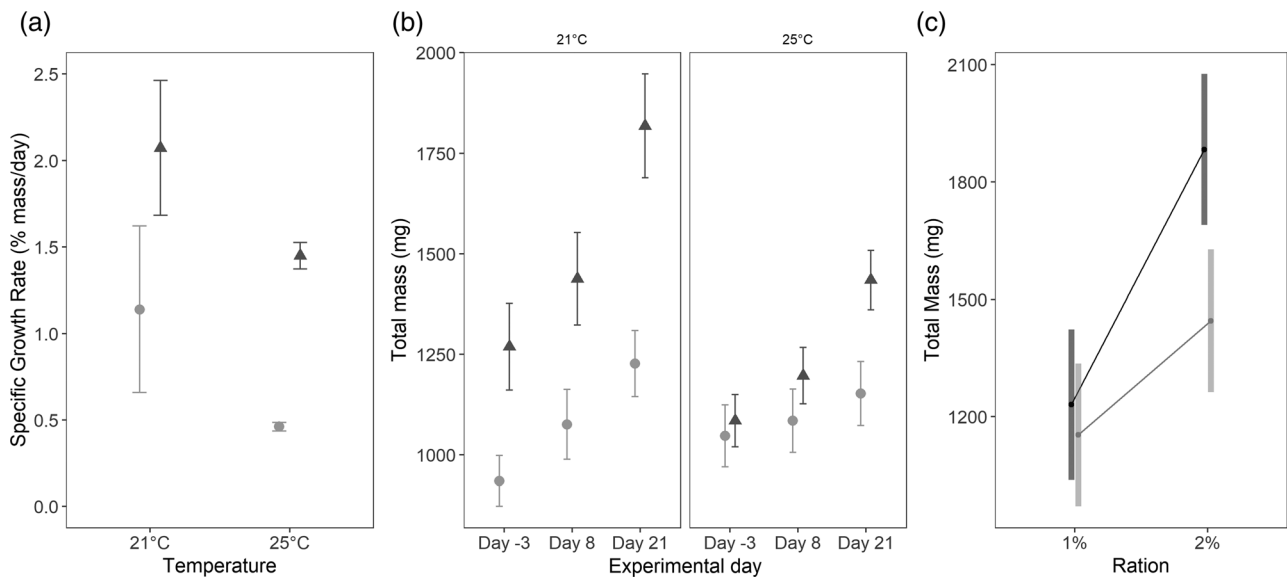 (a)
Specific Growth Rate (% mass/day)
2.5
2.0
1.5
1.0
0.5
0.0
21°C 25°C
Temperature
(b)
21°C 25°C
Total mass (mg)
2000
1750
1500
1250
1000
Day -3 Day 8 Day 21 Day -3 Day 8 Day 21
Experimental day
(c)
Total Mass (mg)
2100
1800
1500
1200
1% 2%
Ration